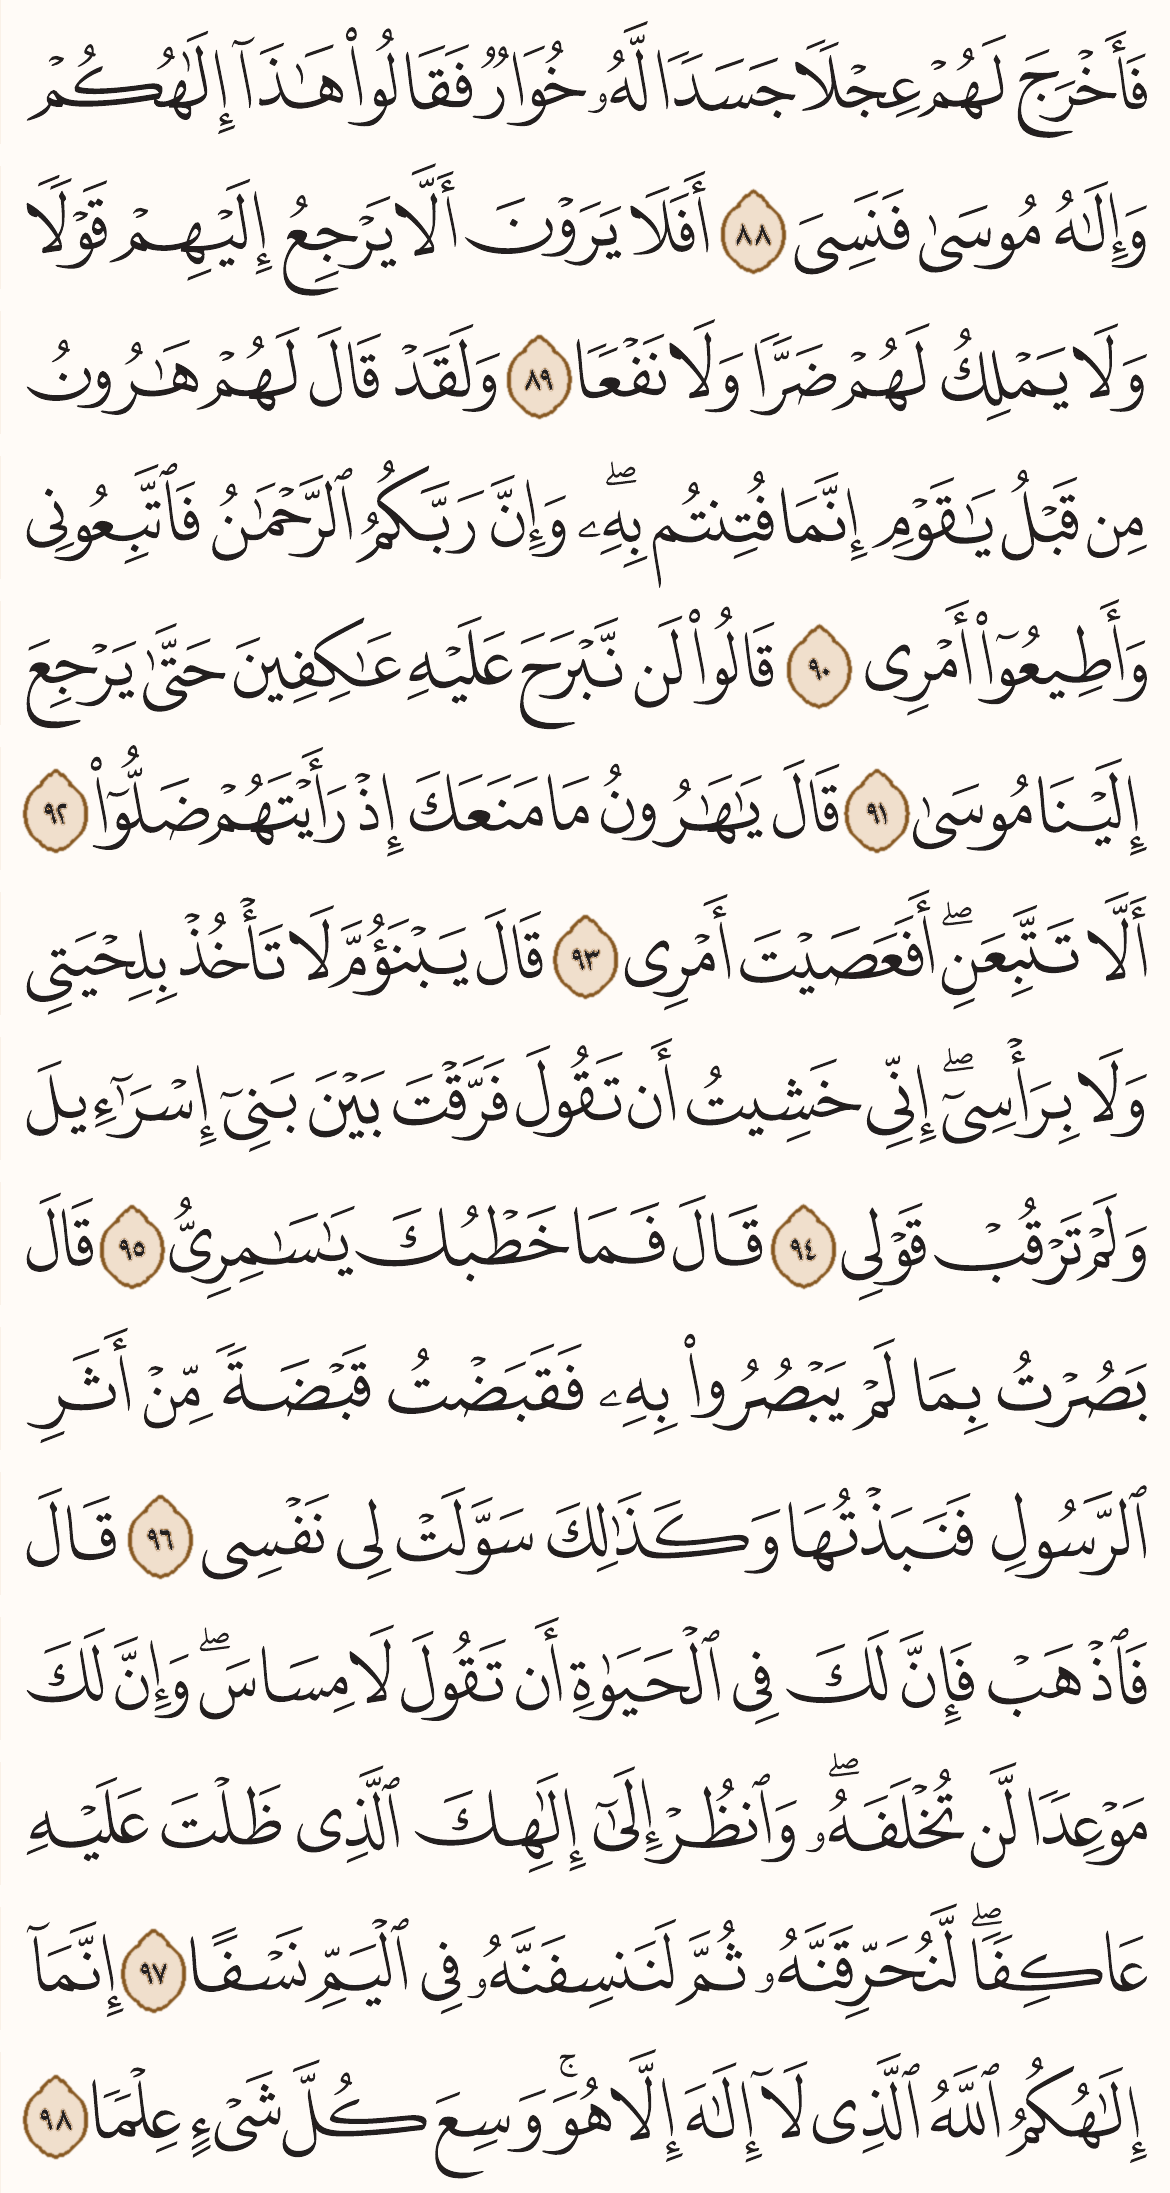 فَأَخْرَجَ لَهُمْ عِجْلًا جَسَدًا لَّهُۥ خُوَارٌ فَقَالُوا۟ هَـٰذَآ إِلَـٰهُكُمْ
وَإِلَـٰهُ مُوسَىٰ فَنَسِىَ ٨٨ أَفَلَا يَرَوْنَ أَلَّا يَرْجِعُ إِلَيْهِمْ قَوْلًا
وَلَا يَمْلِكُ لَهُمْ ضَرًّا وَلَا نَفْعًا ٨٩ وَلَقَدْ قَالَ لَهُمْ هَـٰرُونُ
مِن قَبْلُ يَـٰقَوْمِ إِنَّمَا فُتِنتُم بِهِۦۖ وَإِنَّ رَبَّكُمُ ٱلرَّحْمَـٰنُ فَٱتَّبِعُونِى
وَأَطِيعُوٓا۟ أَمْرِى ٩٠ قَالُوا۟ لَن نَّبْرَحَ عَلَيْهِ عَـٰكِفِينَ حَتَّىٰ يَرْجِعَ
إِلَيْنَا مُوسَىٰ ٩١ قَالَ يَـٰهَـٰرُونُ مَا مَنَعَكَ إِذْ رَأَيْتَهُمْ ضَلُّوٓا۟ ٩٢
أَلَّا تَتَّبِعَنِۖ أَفَعَصَيْتَ أَمْرِى ٩٣ قَالَ يَبْنَؤُمَّ لَا تَأْخُذْ بِلِحْيَتِى
وَلَا بِرَأْسِىٓۖ إِنِّى خَشِيتُ أَن تَقُولَ فَرَّقْتَ بَيْنَ بَنِىٓ إِسْرَٰٓءِيلَ
وَلَمْ تَرْقُبْ قَوْلِى ٩٤ قَالَ فَمَا خَطْبُكَ يَـٰسَـٰمِرِىُّ ٩٥ قَالَ
بَصُرْتُ بِمَا لَمْ يَبْصُرُوا۟ بِهِۦ فَقَبَضْتُ قَبْضَةً مِّنْ أَثَرِ
ٱلرَّسُولِ فَنَبَذْتُهَا وَكَذَٰلِكَ سَوَّلَتْ لِى نَفْسِى ٩٦ قَالَ
فَٱذْهَبْ فَإِنَّ لَكَ فِى ٱلْحَيَوٰةِ أَن تَقُولَ لَا مِسَاسَۖ وَإِنَّ لَكَ
مَوْعِدًا لَّن تُخْلَفَهُۥۖ وَٱنظُرْ إِلَىٰٓ إِلَـٰهِكَ ٱلَّذِى ظَلْتَ عَلَيْهِ
عَاكِفًاۖ لَّنُحَرِّقَنَّهُۥ ثُمَّ لَنَنسِفَنَّهُۥ فِى ٱلْيَمِّ نَسْفًا ٩٧ إِنَّمَآ
إِلَـٰهُكُمُ ٱللَّهُ ٱلَّذِى لَآ إِلَـٰهَ إِلَّا هُوَۚ وَسِعَ كُلَّ شَىْءٍ عِلْمًا ٩٨